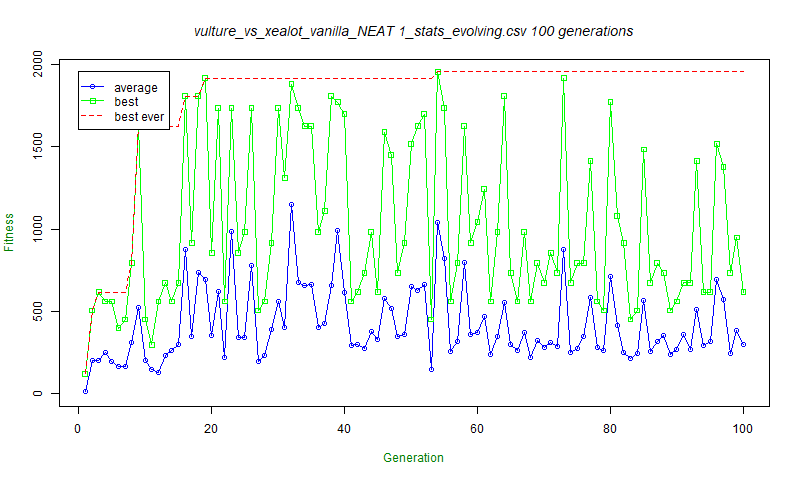 vulture_vs_xealot_vanilla_NEAT 1_stats_evolving.csv 100 generations
average
best
best ever
Fitness
0
500
1000
1500
2000
0 20 40 60 80 100
Generation